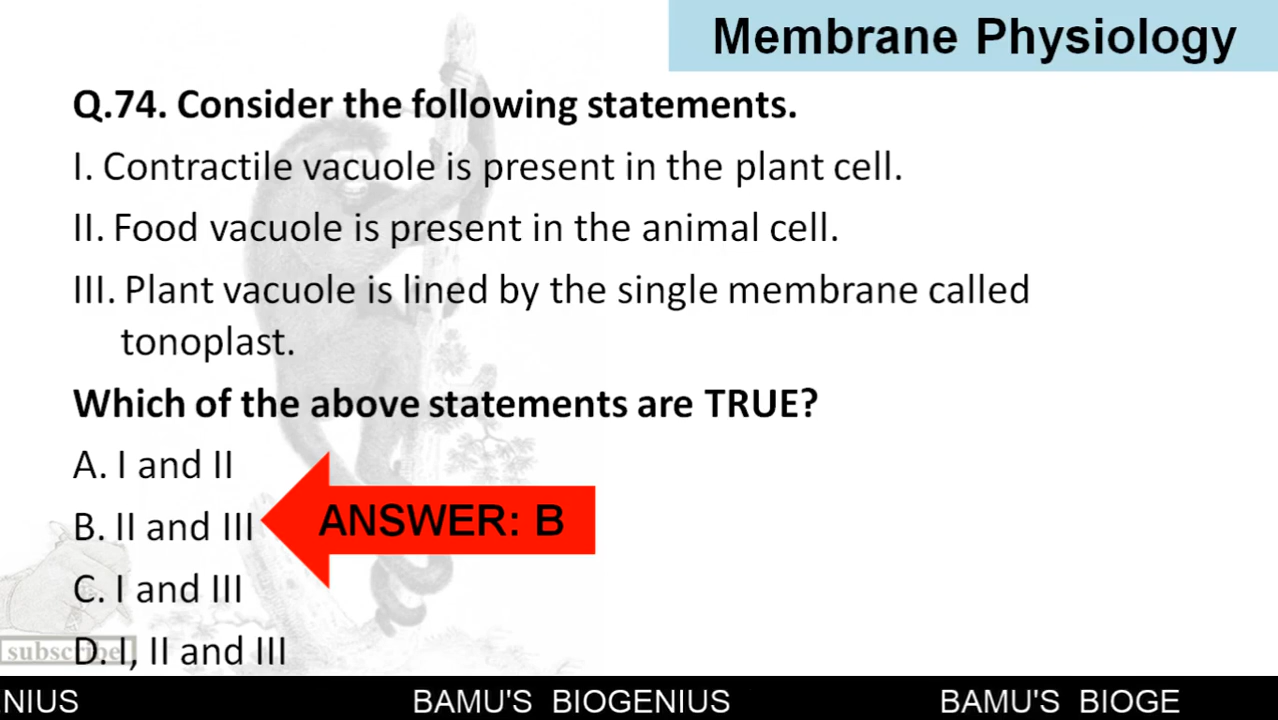 Membrane Physiology
Q.74. Consider the following statements.
I. Contractile vacuole is present in the plant cell.
II. Food vacuole is present in the animal cell.
III. Plant vacuole is lined by the single membrane called
tonoplast.
Which of the above statements are TRUE?
A. I and II
B. II and III
ANSWER: B
C. I and III
subscribe
D. I, II and III
NIUS BAMU'S BIOGENIUS BAMU'S BIOGE